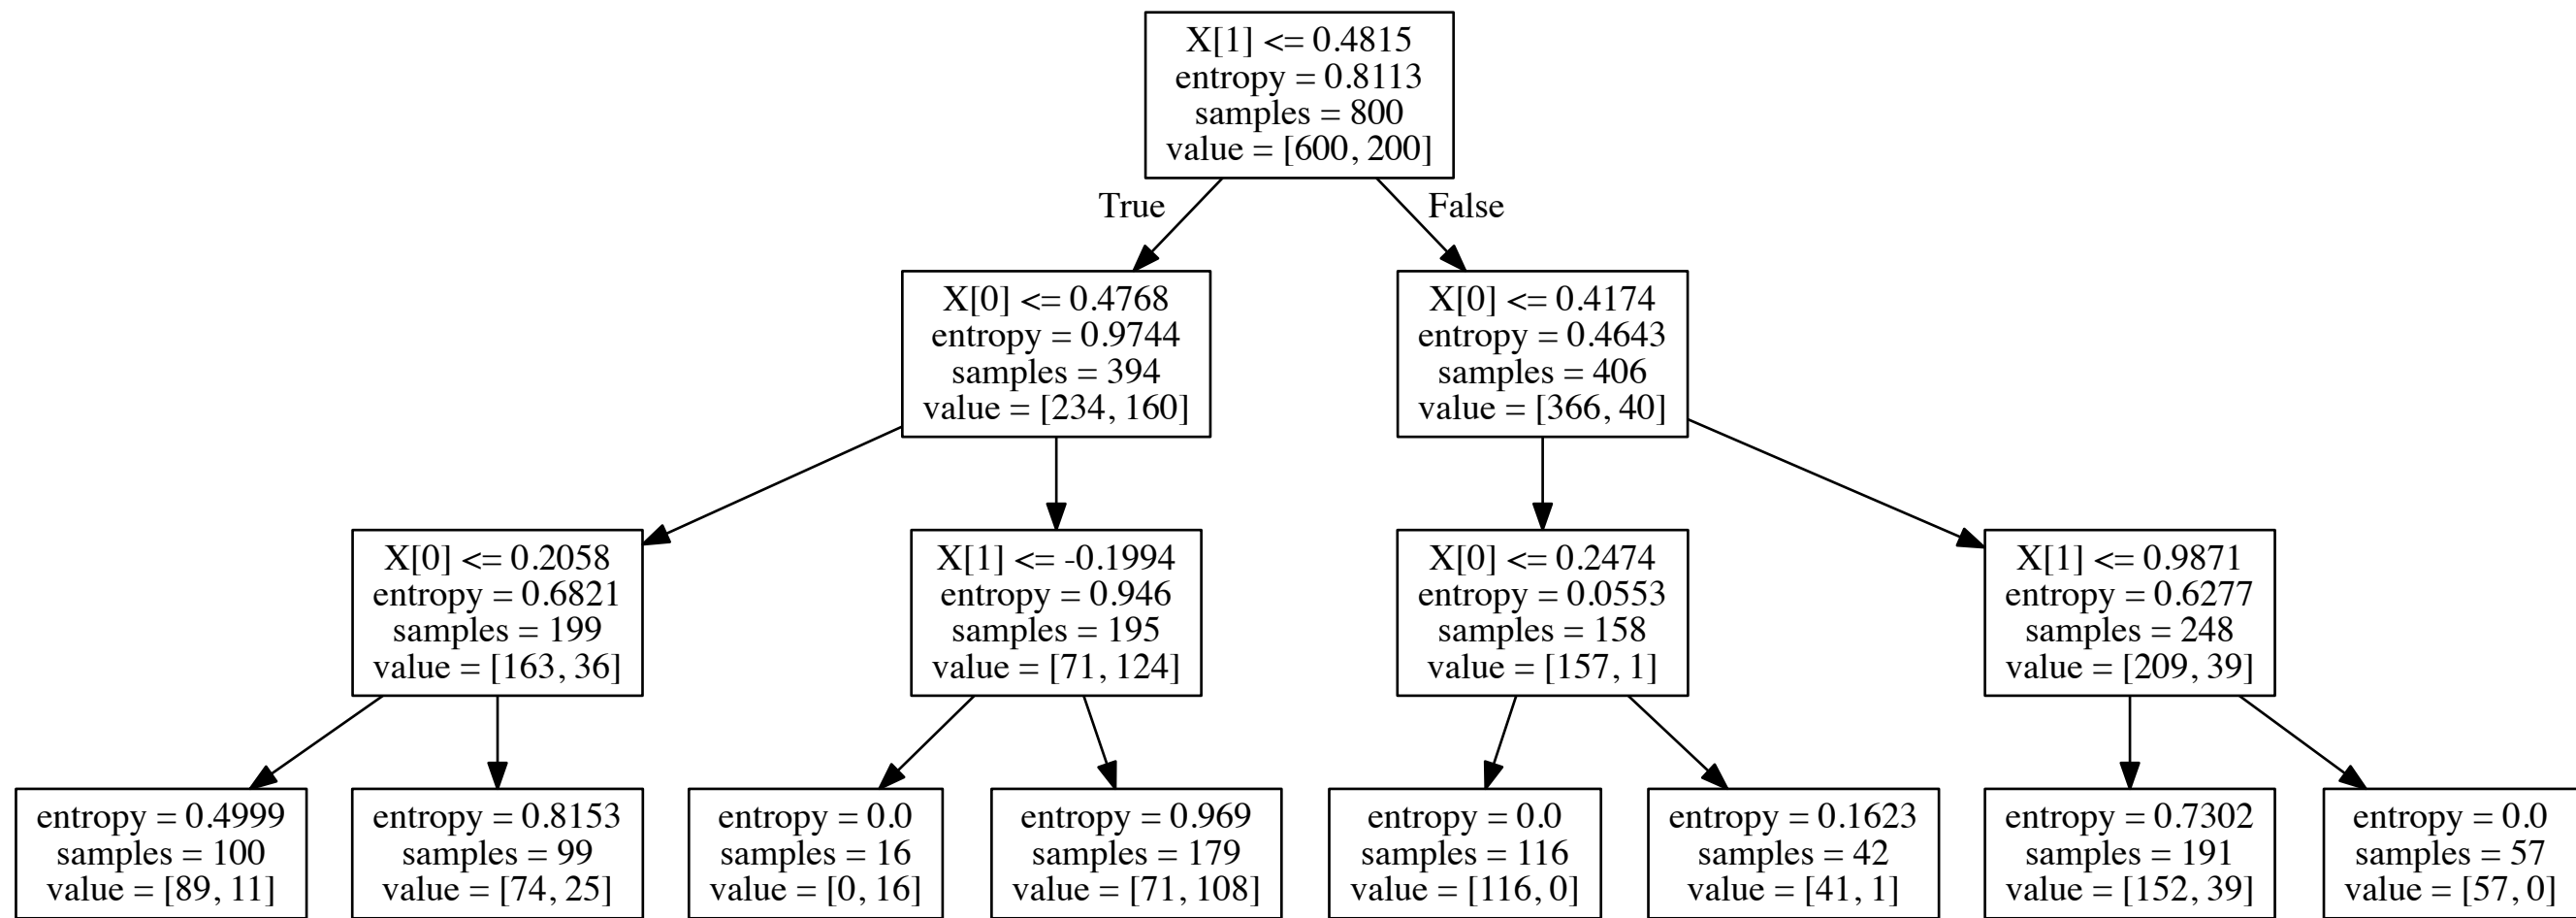 X[1] <= 0.4815
entropy = 0.8113
samples = 800
value = [600, 200]
True
False
X[0] <= 0.4768
entropy = 0.9744
samples = 394
value = [234, 160]
X[0] <= 0.4174
entropy = 0.4643
samples = 406
value = [366, 40]
X[0] <= 0.2058
entropy = 0.6821
samples = 199
value = [163, 36]
X[1] <= -0.1994
entropy = 0.946
samples = 195
value = [71, 124]
X[0] <= 0.2474
entropy = 0.0553
samples = 158
value = [157, 1]
X[1] <= 0.9871
entropy = 0.6277
samples = 248
value = [209, 39]
entropy = 0.4999
samples = 100
value = [89, 11]
entropy = 0.8153
samples = 99
value = [74, 25]
entropy = 0.0
samples = 16
value = [0, 16]
entropy = 0.969
samples = 179
value = [71, 108]
entropy = 0.0
samples = 116
value = [116, 0]
entropy = 0.1623
samples = 42
value = [41, 1]
entropy = 0.7302
samples = 191
value = [152, 39]
entropy = 0.0
samples = 57
value = [57, 0]